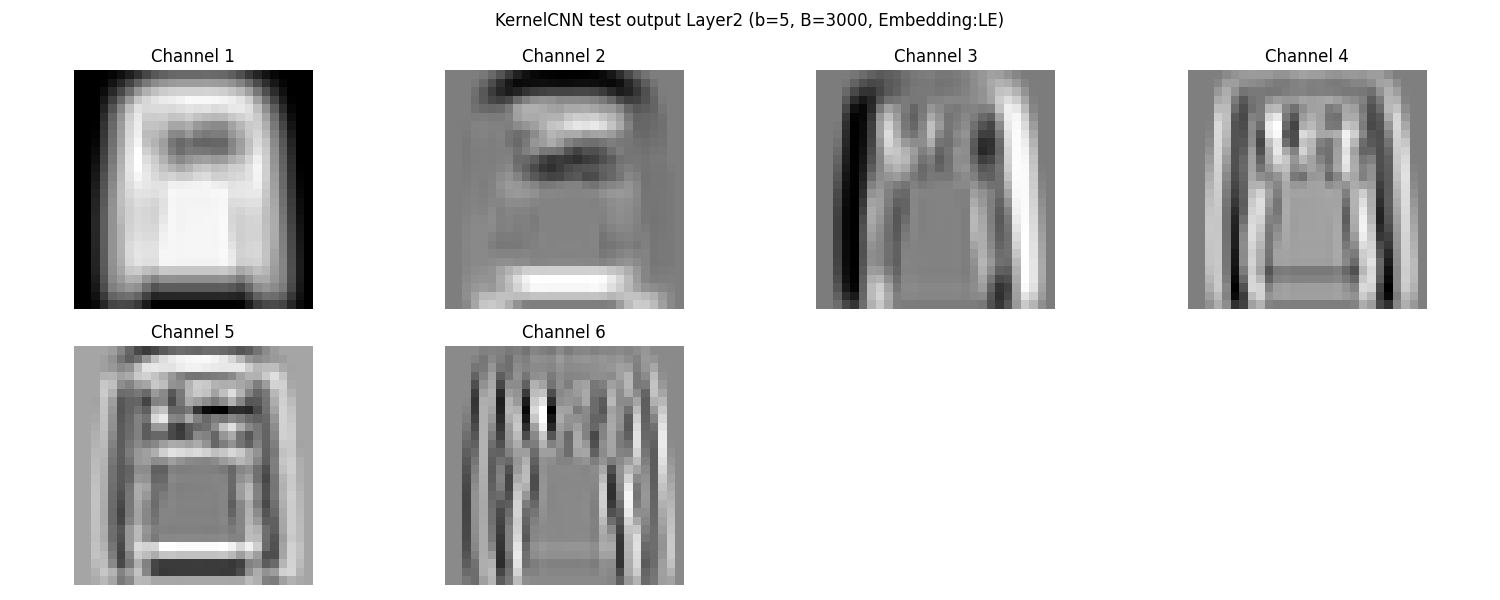 KernelCNN test output Layer2 (b=5, B=3000, Embedding:LE)
Channel 1
Channel 2
Channel 3
Channel 4
Channel 5
Channel 6